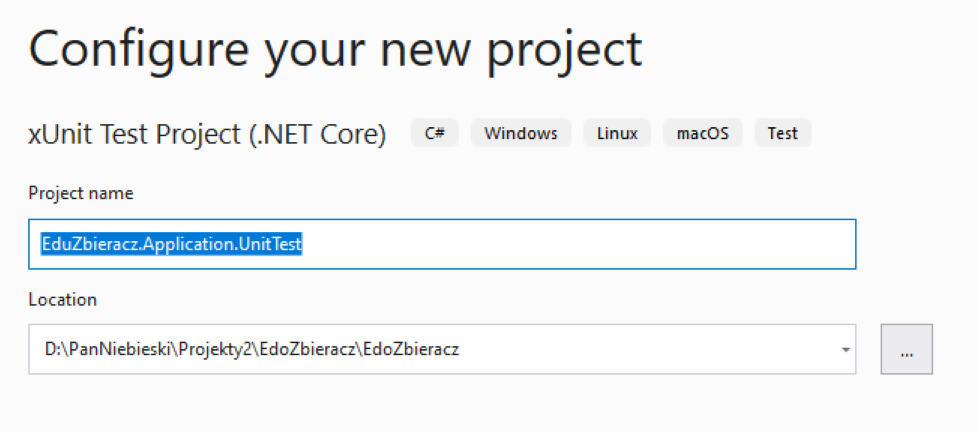 Configure your new project
xUnit Test Project (.NET Core) C# Windows Linux macOS Test
Project name
EduZbieracz.Application.UnitTest
Location
D:\PanNiebieski\Projekty2\EdoZbieracz\EdoZbieracz
...